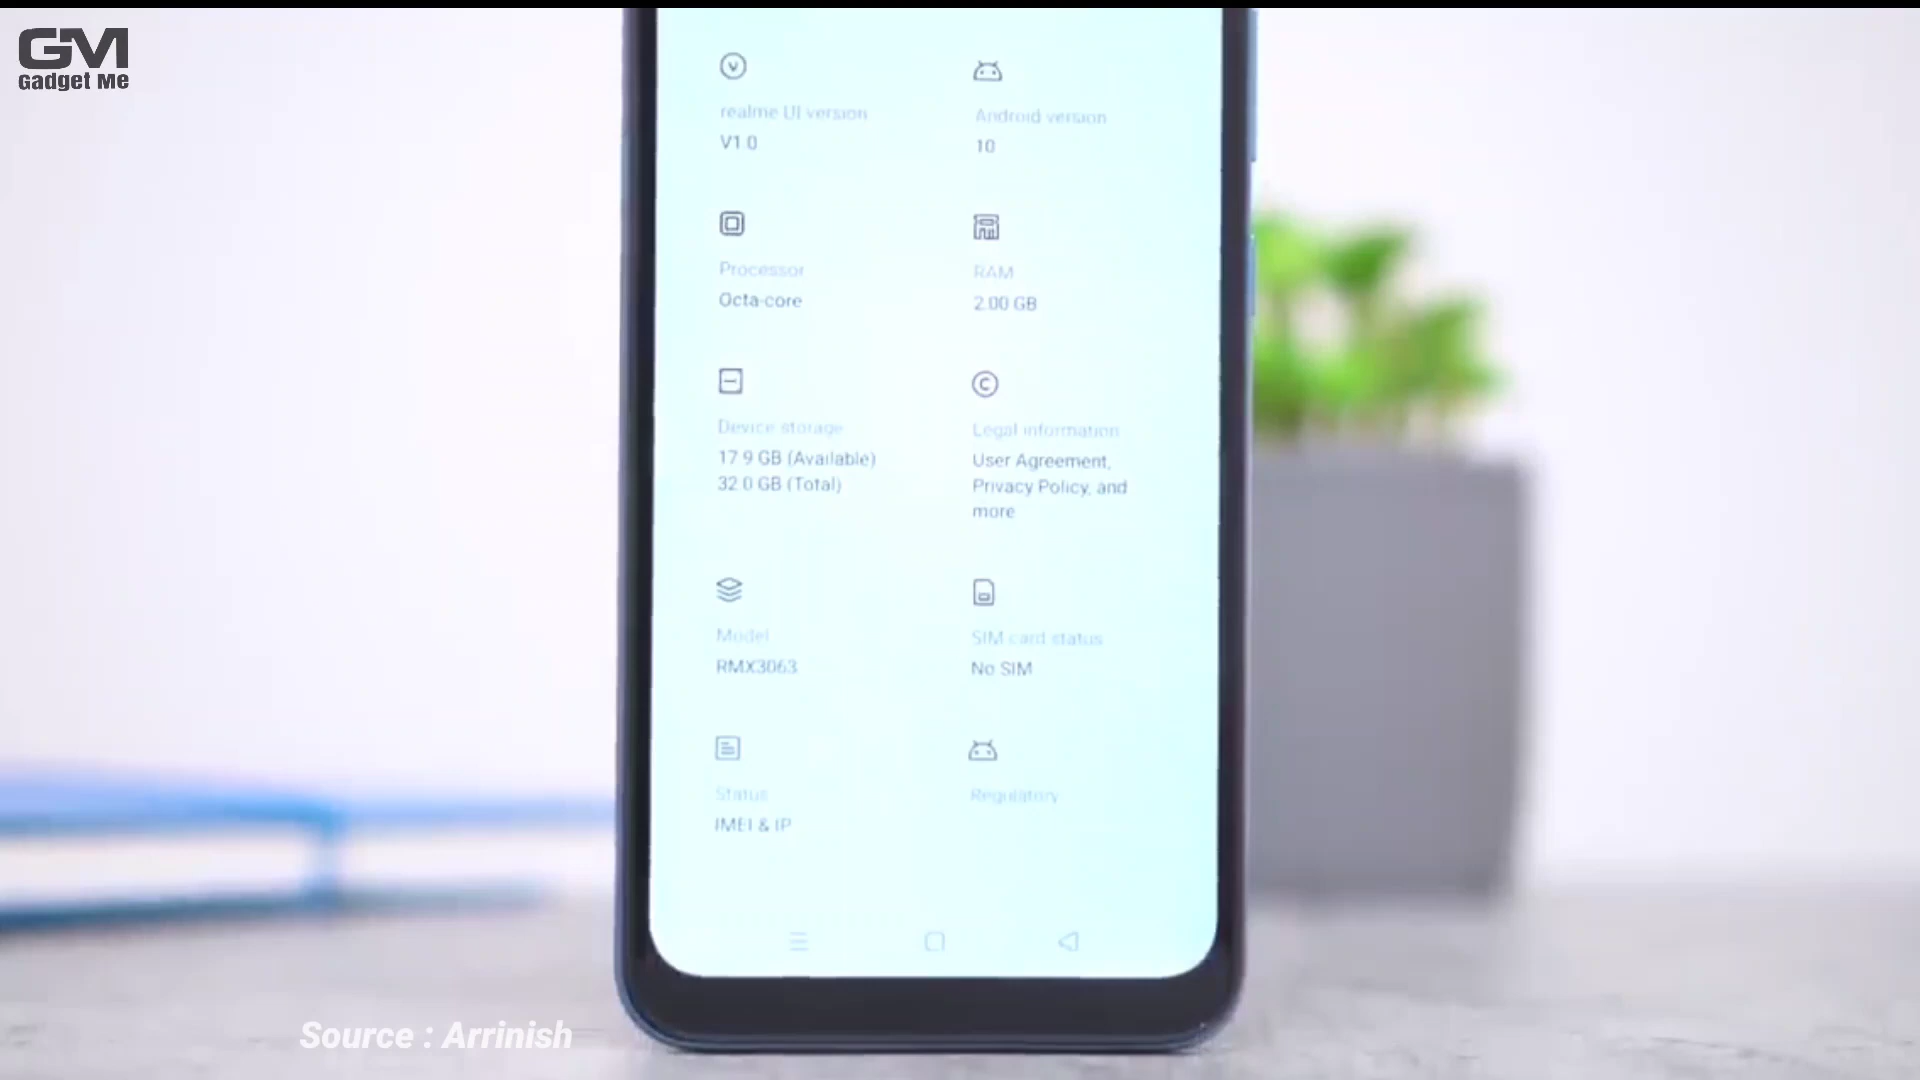 GM
Gadget Me
realme UI version
V1.0
Android version
10
Processor
Octa-core
RAM
2.00 GB
Device storage
17.9 GB (Available)
32.0 GB (Total)
Legal information
User Agreement,
Privacy Policy, and
more
Model
RMX3063
SIM card status
No SIM
Status
IMEI & IP
Regulatory
Source : Arrinish